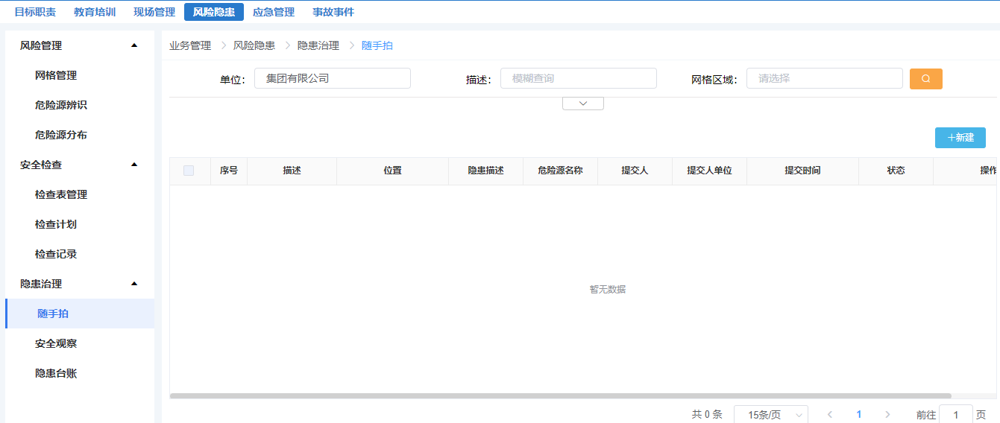 目标职责 教育培训 现场管理 风险隐患 应急管理 事故事件
风险管理
网格管理
危险源辨识
危险源分布
安全检查
检查表管理
检查计划
检查记录
隐患治理
随手拍
安全观察
隐患台账
业务管理 > 风险隐患 > 隐患治理 > 随手拍
单位: 集团有限公司 描述: 模糊查询 网格区域: 请选择
+新建
序号 描述 位置 隐患描述 危险源名称 提交人 提交人单位 提交时间 状态 操作
暂无数据
共 0 条 15条/页 < 1 > 前往 1 页